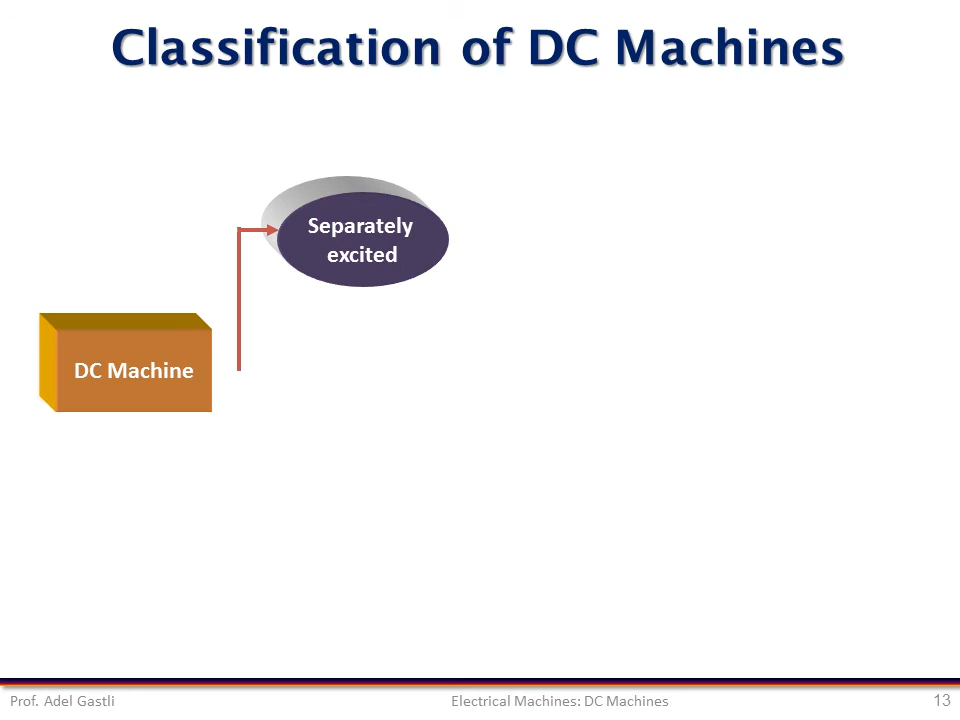 Classification of DC Machines
Separately
excited
DC Machine
Prof. Adel Gastli
Electrical Machines: DC Machines
13